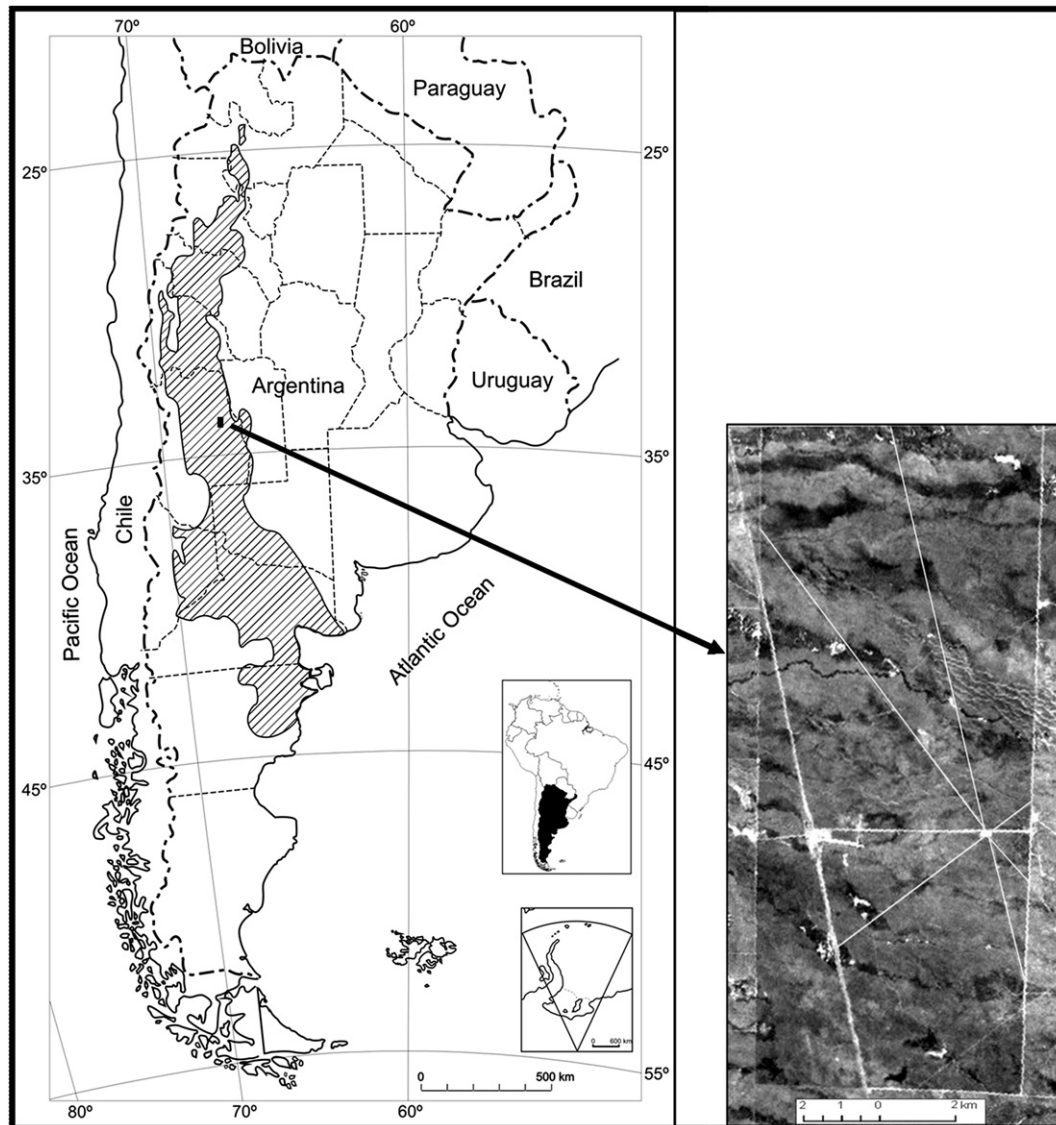 70º 60º
Bolivia
Paraguay
25º 25º
Brazil
Argentina
Uruguay
35º 35º
Chile
Pacific Ocean
Atlantic Ocean
45º 45º
0 600 km
0 500 km
55º
80º 70º 60º
2 1 0 2 km